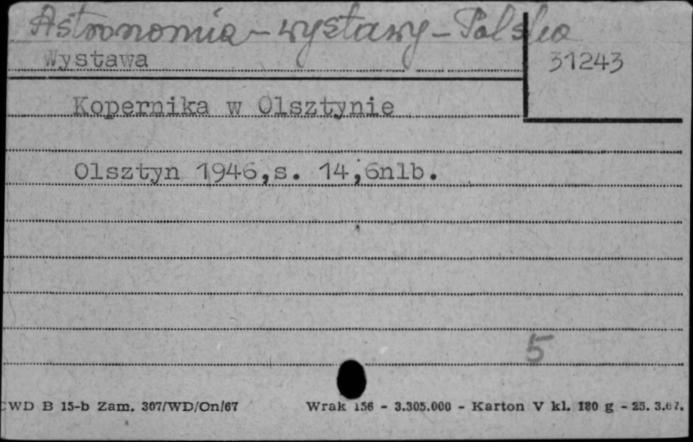 Astronomia - wystawy - Polska
Wystawa
31243
Kopernika w Olsztynie
Olsztyn 1946,s. 14,6nlb.
5
CWD B 15-b Zam. 307/WD/On/67 Wrak 156 - 3.305.000 - Karton V kl. 180 g - 25. 3.67.